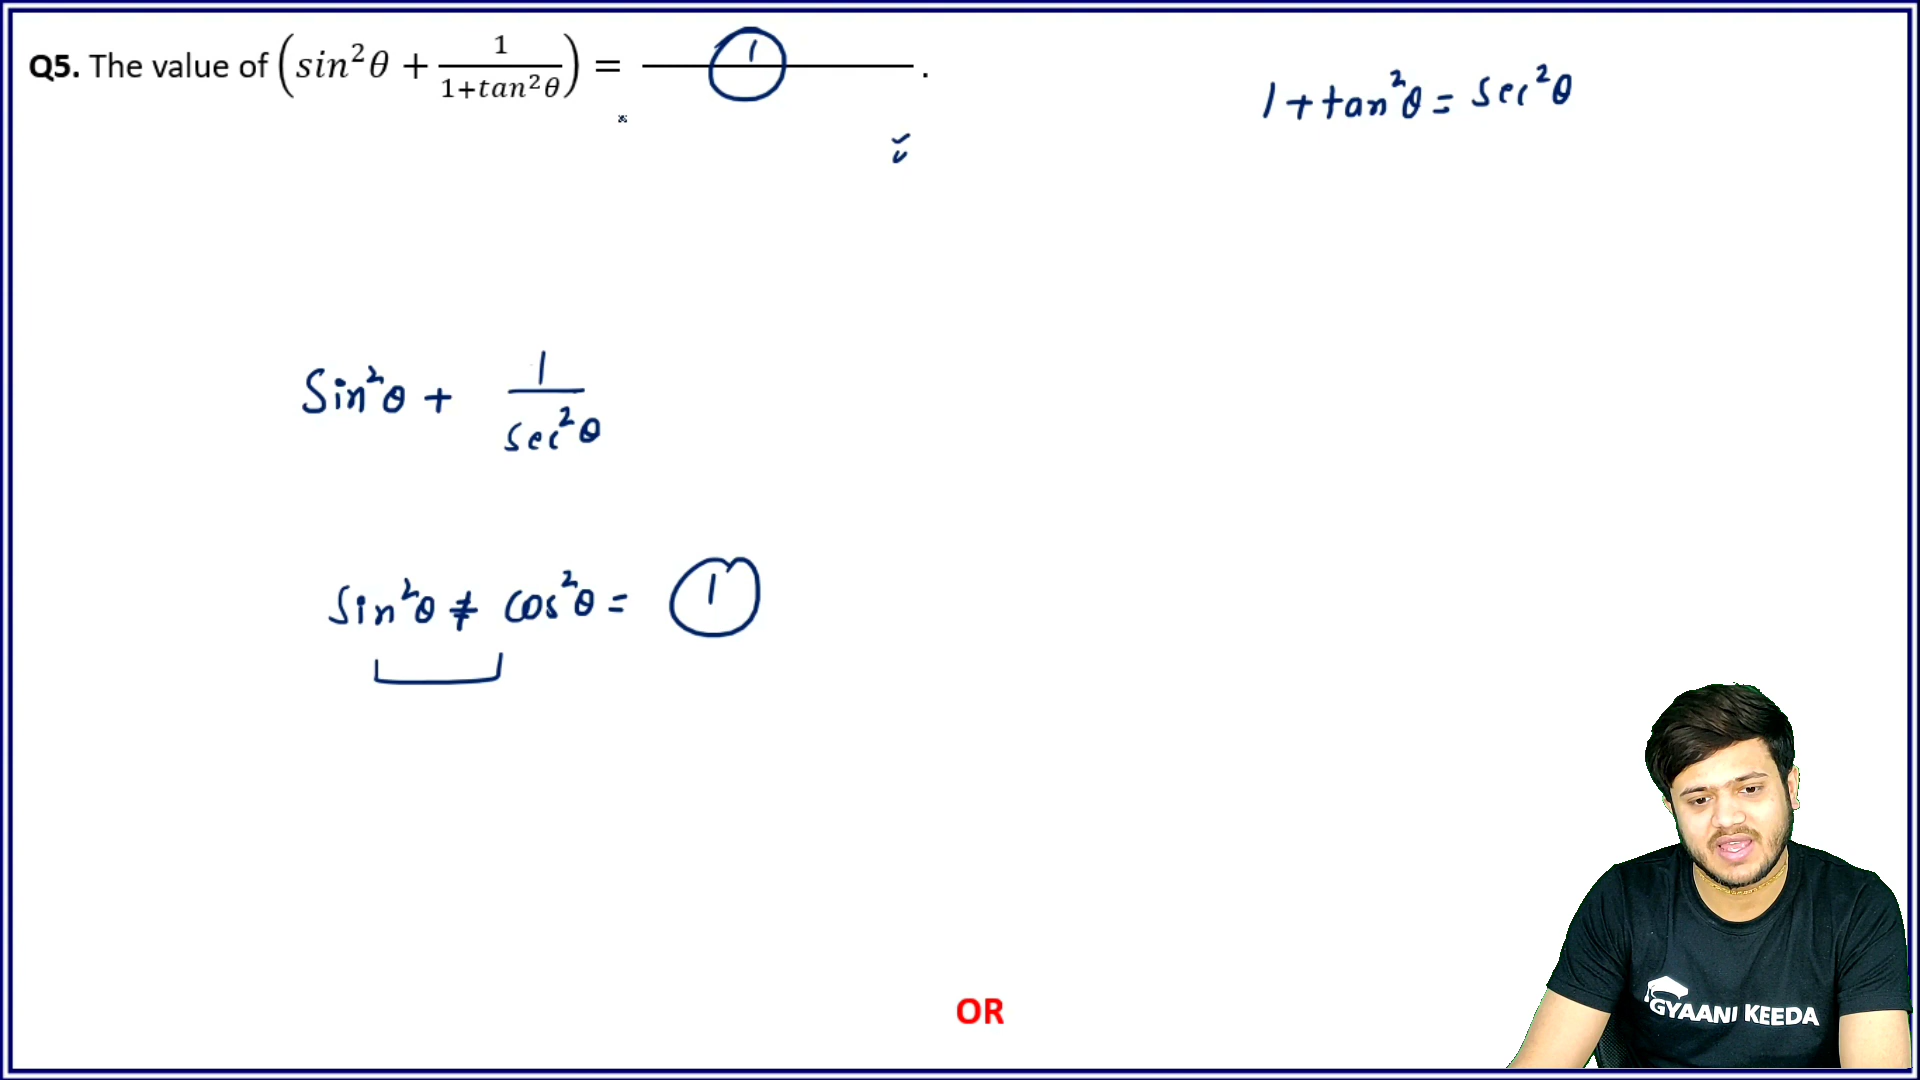 Q5. The value of (sin²θ + 1/(1+tan²θ)) = ____1____ .
1 + tan²θ = sec²θ
Sin²θ + 1/sec²θ
Sin²θ + cos²θ = 1
OR
GYAANI KEEDA